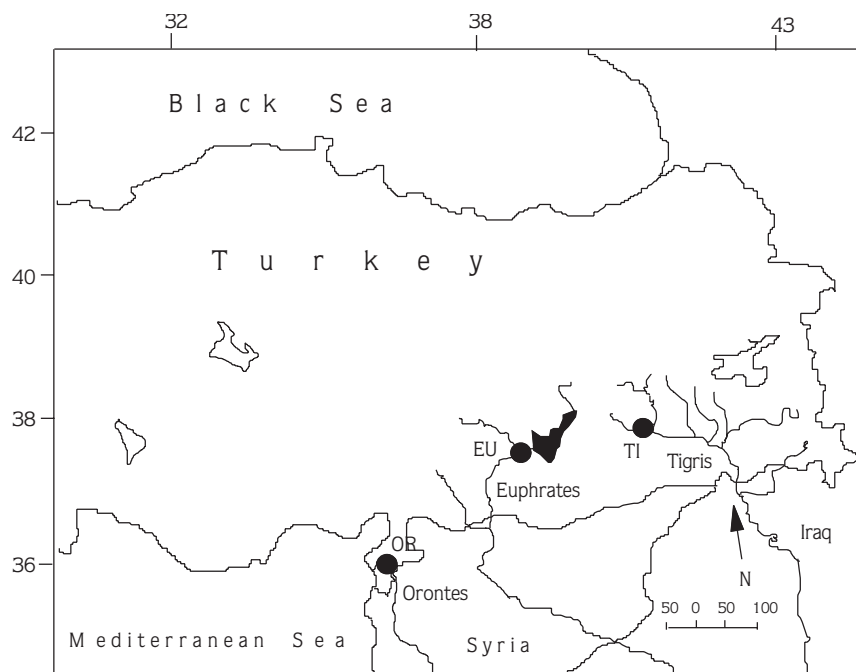 32 38 43
Black Sea
42
Turkey
40
38
EU
TI
Tigris
Euphrates
OR
Iraq
36
N
Orontes
50 0 50 100
Mediterranean Sea
Syria